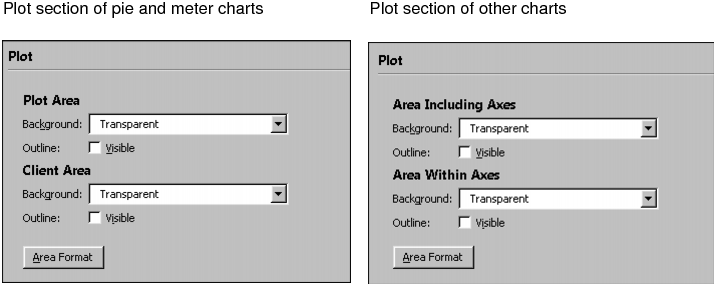 Plot section of pie and meter charts
Plot
Plot Area
Background: Transparent
Outline: Visible
Client Area
Background: Transparent
Outline: Visible
Area Format
Plot section of other charts
Plot
Area Including Axes
Background: Transparent
Outline: Visible
Area Within Axes
Background: Transparent
Outline: Visible
Area Format